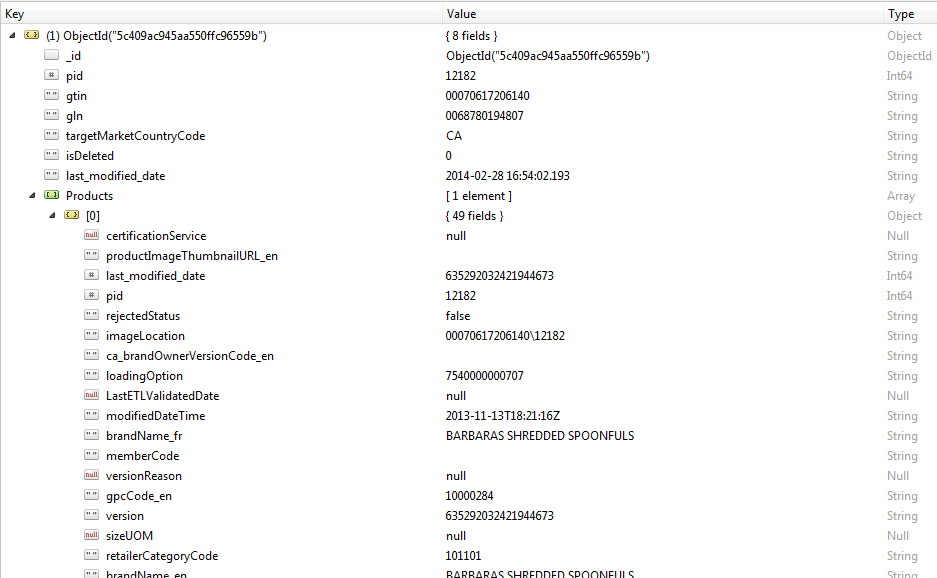 Key Value Type
(1) ObjectId("5c409ac945aa550ffc96559b") { 8 fields } Object
_id ObjectId("5c409ac945aa550ffc96559b") ObjectId
# pid 12182 Int64
" " gtin 00070617206140 String
" " gln 0068780194807 String
" " targetMarketCountryCode CA String
" " isDeleted 0 String
" " last_modified_date 2014-02-28 16:54:02.193 String
Products [ 1 element ] Array
[0] { 49 fields } Object
null certificationService null Null
" " productImageThumbnailURL_en String
# last_modified_date 635292032421944673 Int64
# pid 12182 Int64
" " rejectedStatus false String
" " imageLocation 00070617206140\12182 String
" " ca_brandOwnerVersionCode_en String
" " loadingOption 7540000000707 String
null LastETLValidatedDate null Null
" " modifiedDateTime 2013-11-13T18:21:16Z String
" " brandName_fr BARBARAS SHREDDED SPOONFULS String
" " memberCode String
null versionReason null Null
" " gpcCode_en 10000284 String
" " version 635292032421944673 String
null sizeUOM null Null
" " retailerCategoryCode 101101 String
" " brandName_en BARBARAS SHREDDED SPOONFULS String